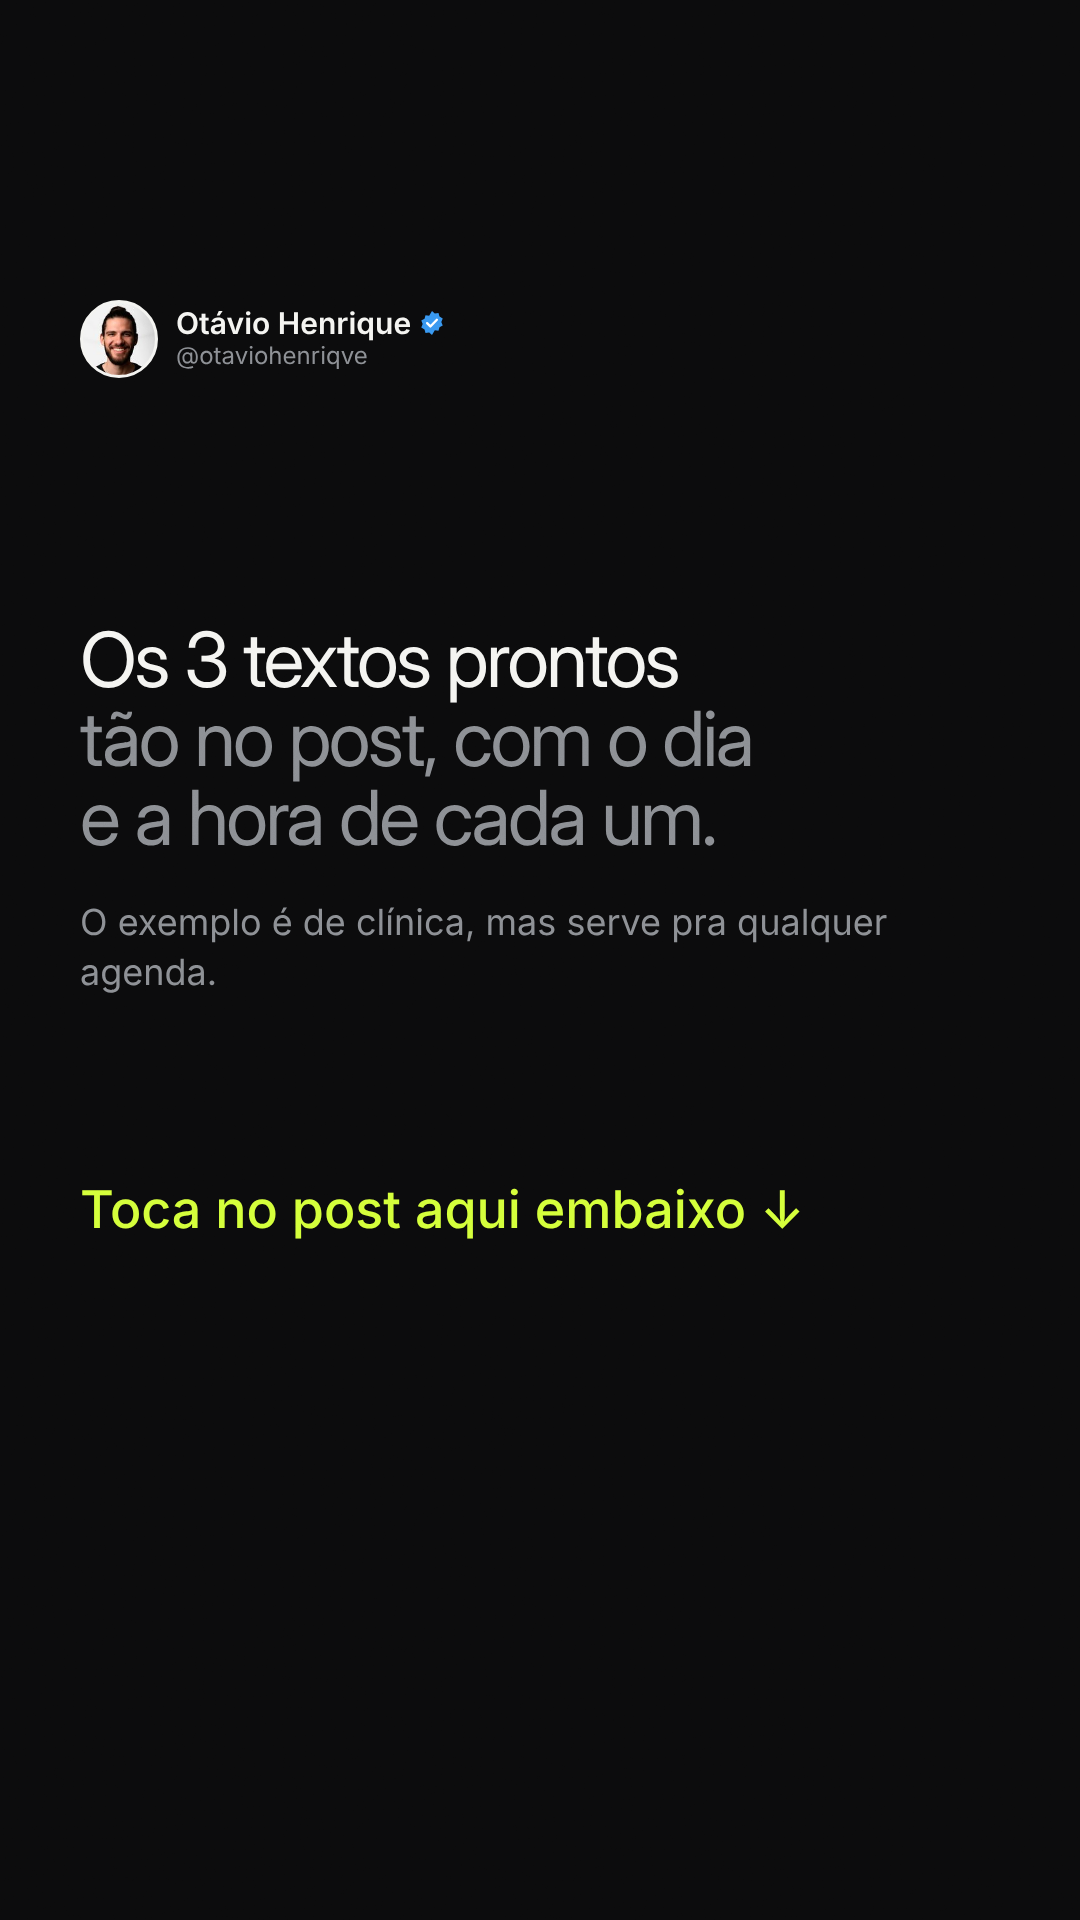 Otávio Henrique
@otaviohenriqve
Os 3 textos prontos
tão no post, com o dia
e a hora de cada um.
O exemplo é de clínica, mas serve pra qualquer
agenda.
Toca no post aqui embaixo ↓